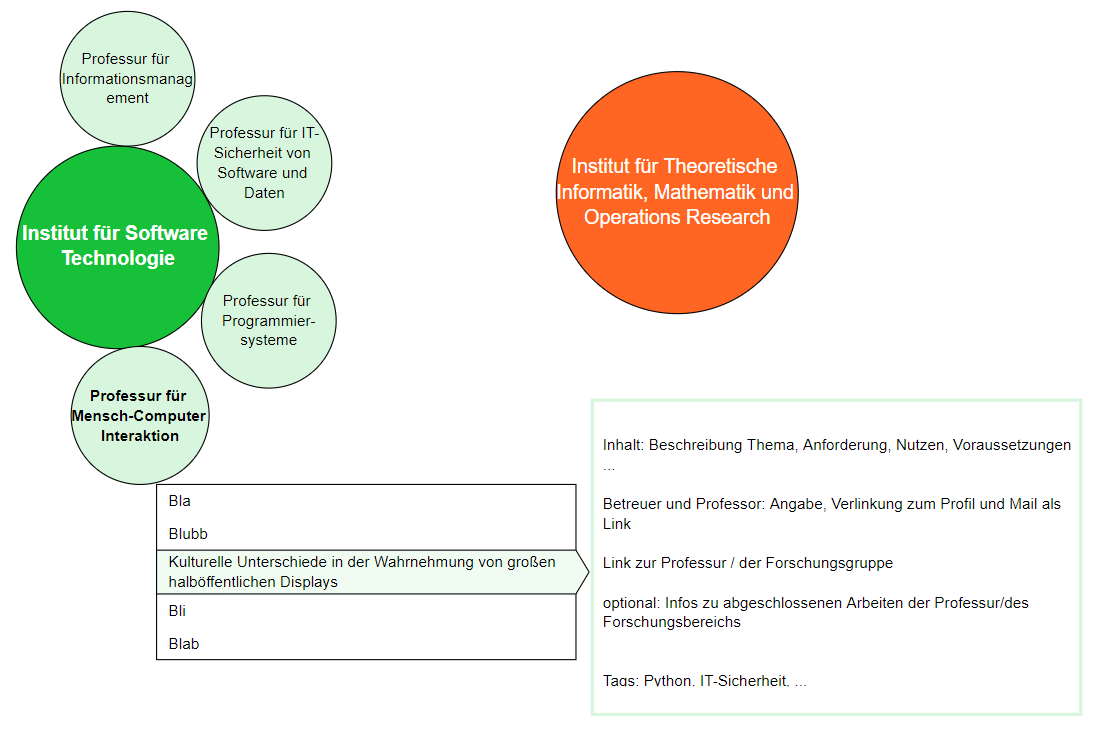 Professur für
Informationsmanag
ement
Professur für IT-
Sicherheit von
Software und
Daten
Institut für Software
Technologie
Professur für
Programmier-
systeme
Professur für
Mensch-Computer
Interaktion
Institut für Theoretische
Informatik, Mathematik und
Operations Research
Bla
Blubb
Kulturelle Unterschiede in der Wahrnehmung von großen
halböffentlichen Displays
Bli
Blab
Inhalt: Beschreibung Thema, Anforderung, Nutzen, Voraussetzungen
...
Betreuer und Professor: Angabe, Verlinkung zum Profil und Mail als
Link
Link zur Professur / der Forschungsgruppe
optional: Infos zu abgeschlossenen Arbeiten der Professur/des
Forschungsbereichs
Tags: Python, IT-Sicherheit, ...